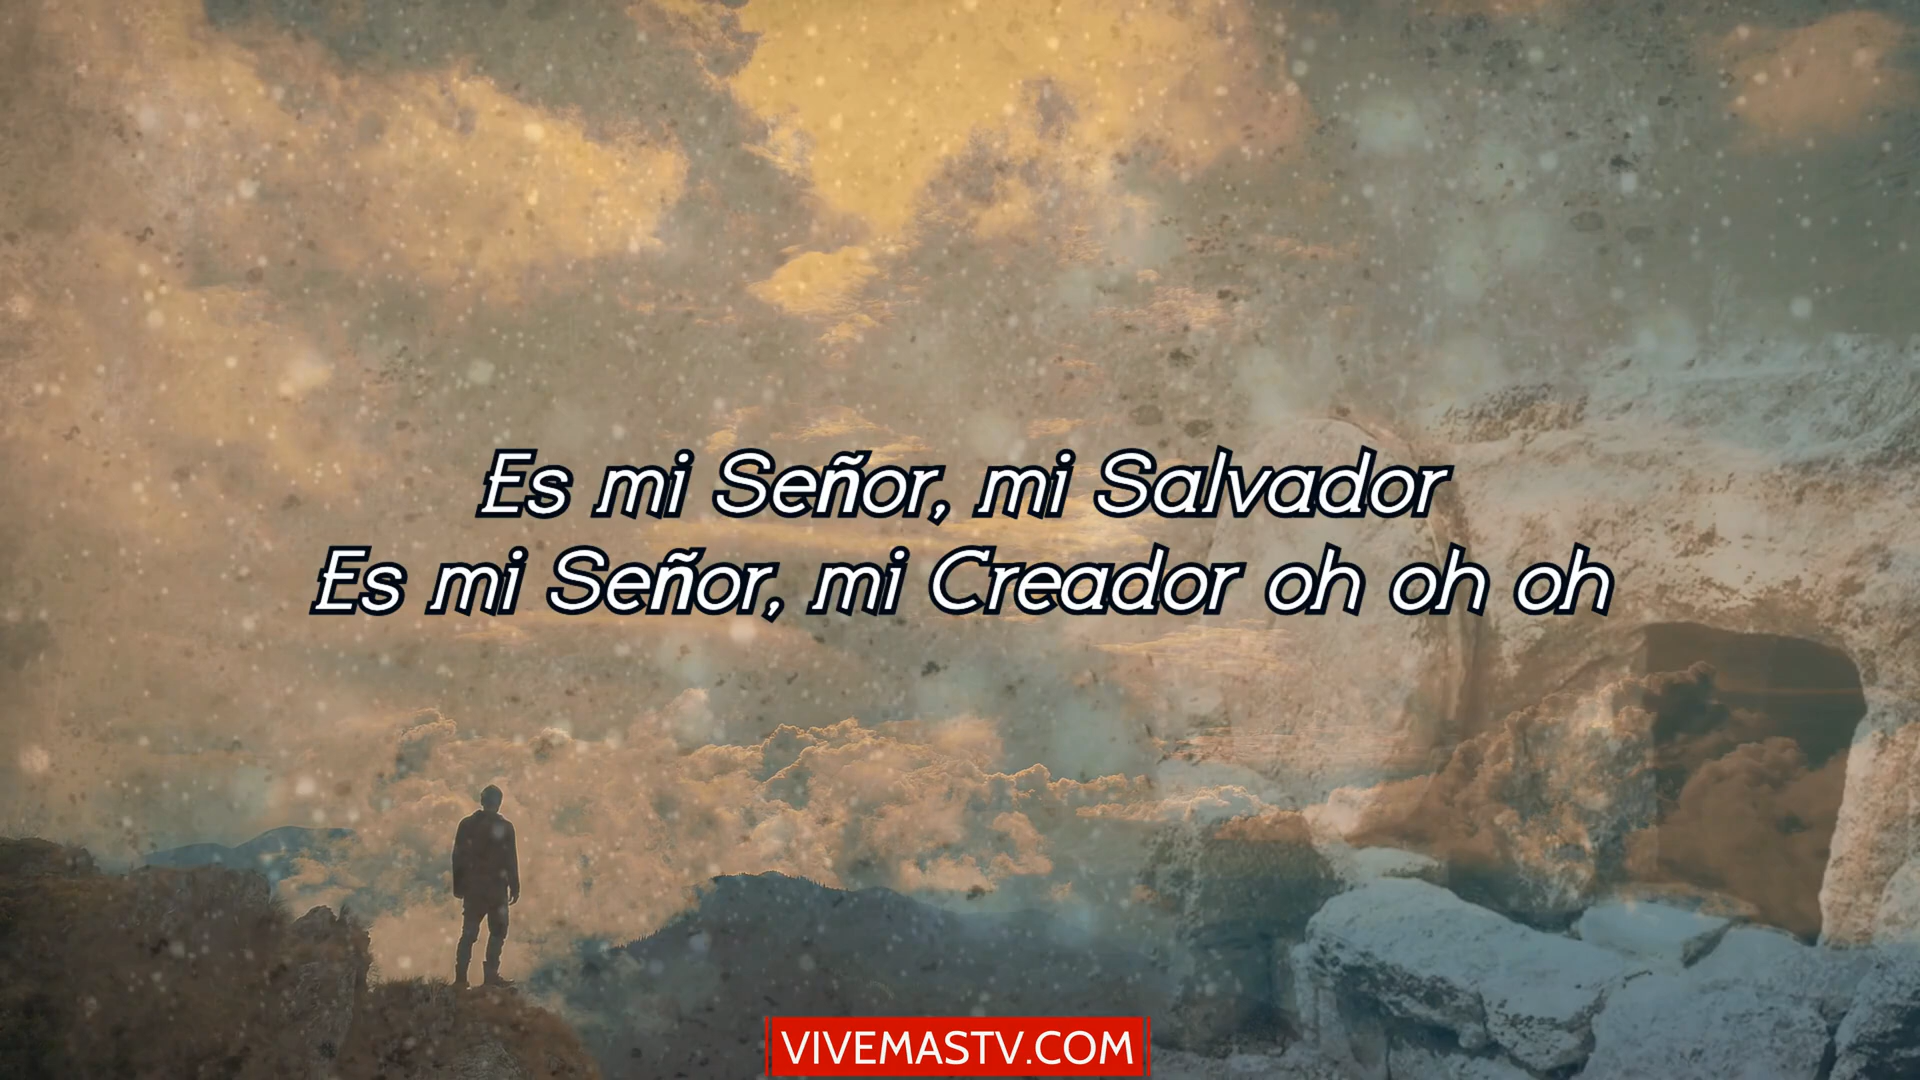 Es mi Señor, mi Salvador
Es mi Señor, mi Creador oh oh oh
VIVEMASTV.COM